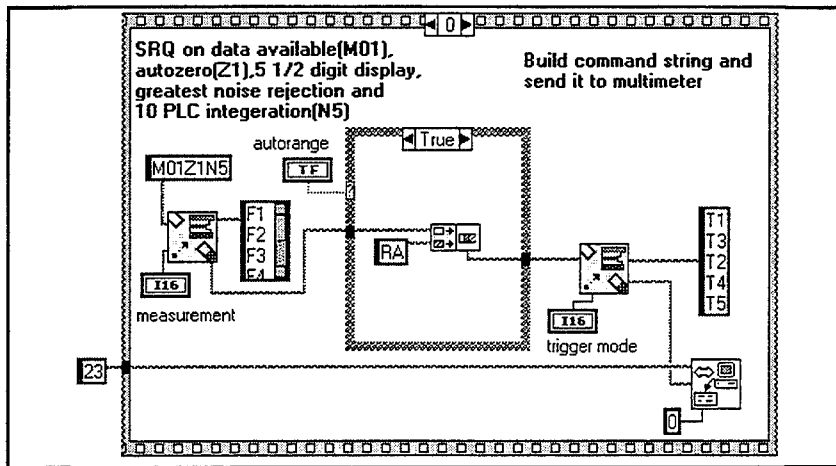 0
SRQ on data available(M01),
autozero(Z1),5 1/2 digit display,
greatest noise rejection and
10 PLC integeration(N5)
Build command string and
send it to multimeter
autorange
TF
True
M01Z1N5
F1
F2
F3
F4
I16
measurement
?
RA
I16
trigger mode
T1
T3
T2
T4
T5
23
0